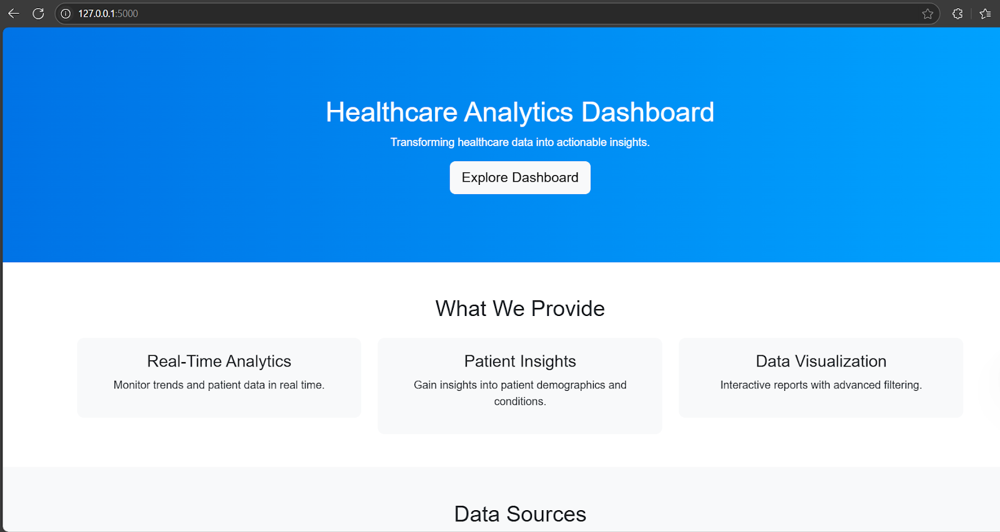 127.0.0.1:5000
Healthcare Analytics Dashboard
Transforming healthcare data into actionable insights.
Explore Dashboard
What We Provide
Real-Time Analytics
Monitor trends and patient data in real time.
Patient Insights
Gain insights into patient demographics and
conditions.
Data Visualization
Interactive reports with advanced filtering.
Data Sources